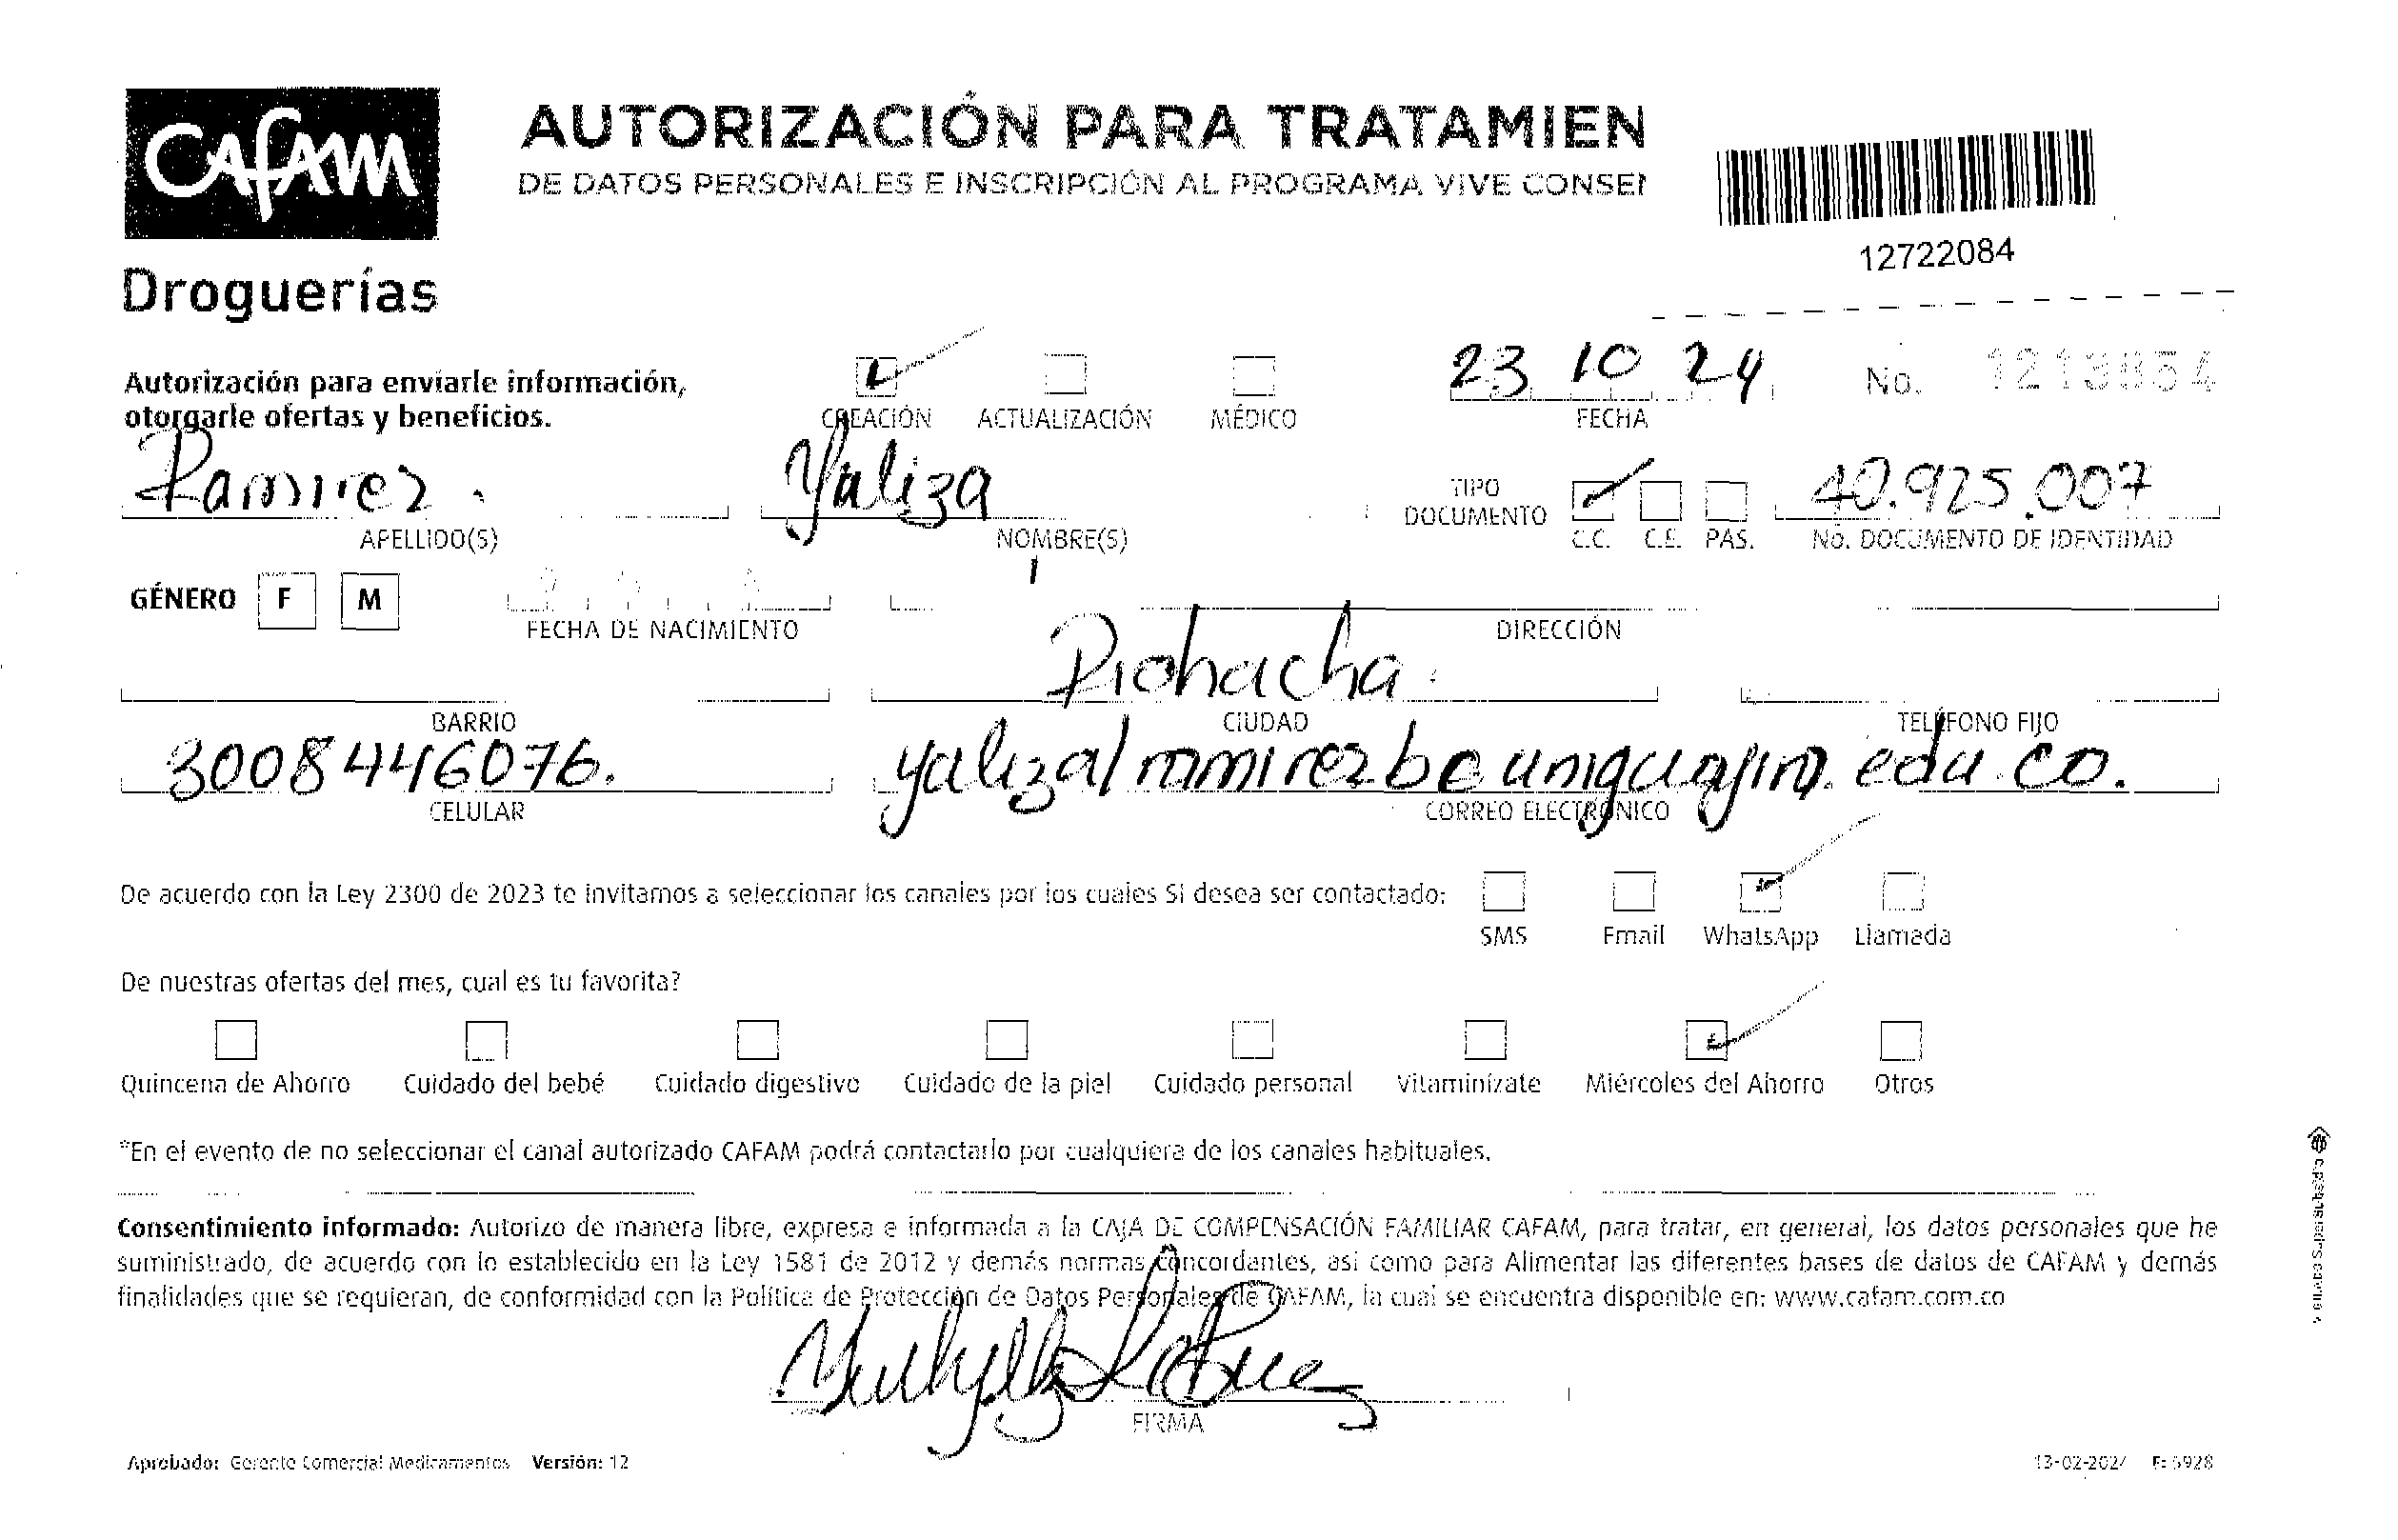 CAFAM
Droguerías
AUTORIZACIÓN PARA TRATAMIEN
DE DATOS PERSONALES E INSCRIPCIÓN AL PROGRAMA VIVE CONSE
12722084
Autorización para enviarle información,
otorgarle ofertas y beneficios.
CREACIÓN ACTUALIZACIÓN MÉDICO
23 10 24
FECHA
No.
Ramirez. Yaliza
APELLIDO(S) NOMBRE(S)
TIPO DOCUMENTO
C.C. C.E. PAS.
40.925.007
No. DOCUMENTO DE IDENTIDAD
GÉNERO F M
FECHA DE NACIMIENTO DIRECCIÓN
Riohacha.
BARRIO CIUDAD TELÉFONO FIJO
3008446076. edu.co.
CELULAR CORREO ELECTRÓNICO
De acuerdo con la Ley 2300 de 2023 te invitamos a seleccionar los canales por los cuales SI desea ser contactado:
SMS Email WhatsApp Llamada
De nuestras ofertas del mes, cual es tu favorita?
Quincena de Ahorro Cuidado del bebé Cuidado digestivo Cuidado de la piel Cuidado personal Vitaminízate Miércoles del Ahorro Otros
*En el evento de no seleccionar el canal autorizado CAFAM podrá contactarlo por cualquiera de los canales habituales.
Consentimiento informado: Autorizo de manera libre, expresa e informada a la CAJA DE COMPENSACIÓN FAMILIAR CAFAM, para tratar, en general, los datos personales que he
suministrado, de acuerdo con lo establecido en la Ley 1581 de 2012 y demás normas concordantes, asi como para Alimentar las diferentes bases de datos de CAFAM y demás
finalidades que se requieran, de conformidad con la Política de Protección de Datos Personales de CAFAM, la cual se encuentra disponible en: www.cafam.com.co
FIRMA
Aprobado: Gerente Comercial Medicamentos Versión: 12